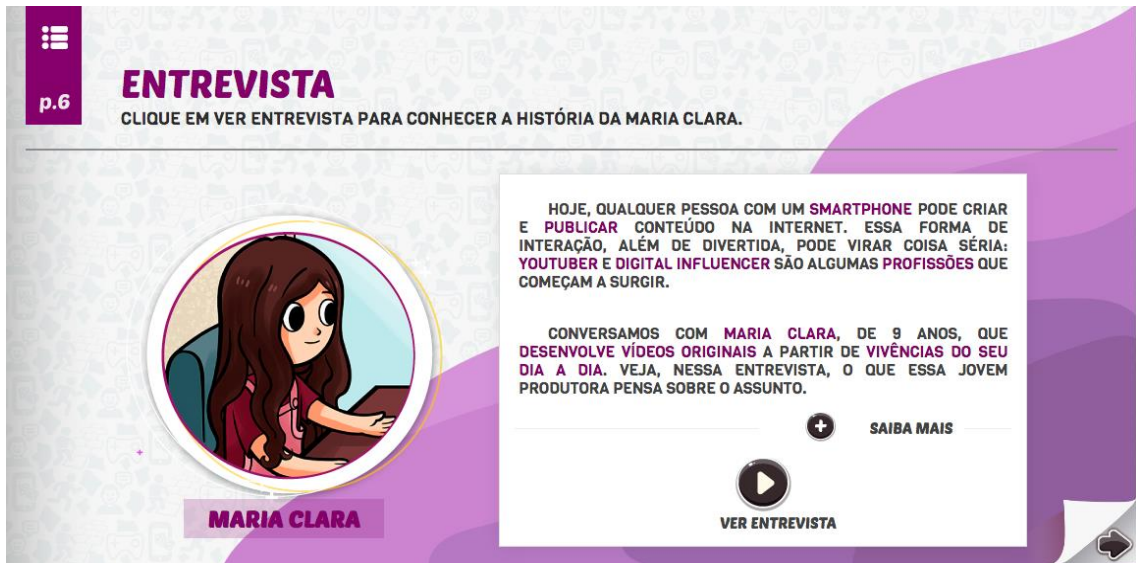 p.6
ENTREVISTA
CLIQUE EM VER ENTREVISTA PARA CONHECER A HISTÓRIA DA MARIA CLARA.
HOJE, QUALQUER PESSOA COM UM SMARTPHONE PODE CRIAR
E PUBLICAR CONTEÚDO NA INTERNET. ESSA FORMA DE
INTERAÇÃO, ALÉM DE DIVERTIDA, PODE VIRAR COISA SÉRIA:
YOUTUBER E DIGITAL INFLUENCER SÃO ALGUMAS PROFISSÕES QUE
COMEÇAM A SURGIR.
CONVERSAMOS COM MARIA CLARA, DE 9 ANOS, QUE
DESENVOLVE VÍDEOS ORIGINAIS A PARTIR DE VIVÊNCIAS DO SEU
DIA A DIA. VEJA, NESSA ENTREVISTA, O QUE ESSA JOVEM
PRODUTORA PENSA SOBRE O ASSUNTO.
SAIBA MAIS
VER ENTREVISTA
MARIA CLARA